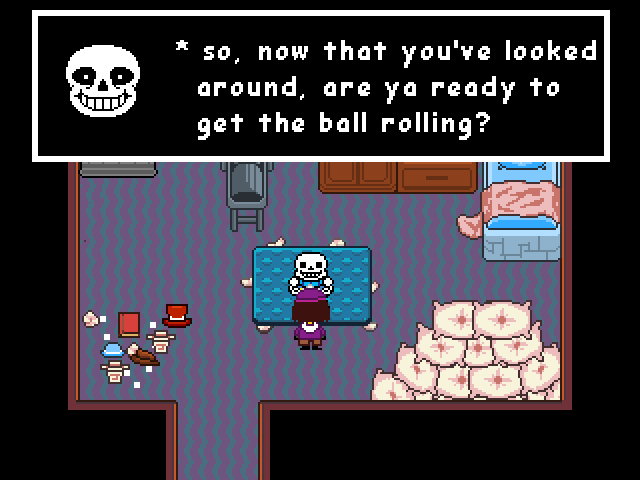 * so, now that you've looked
around, are ya ready to
get the ball rolling?